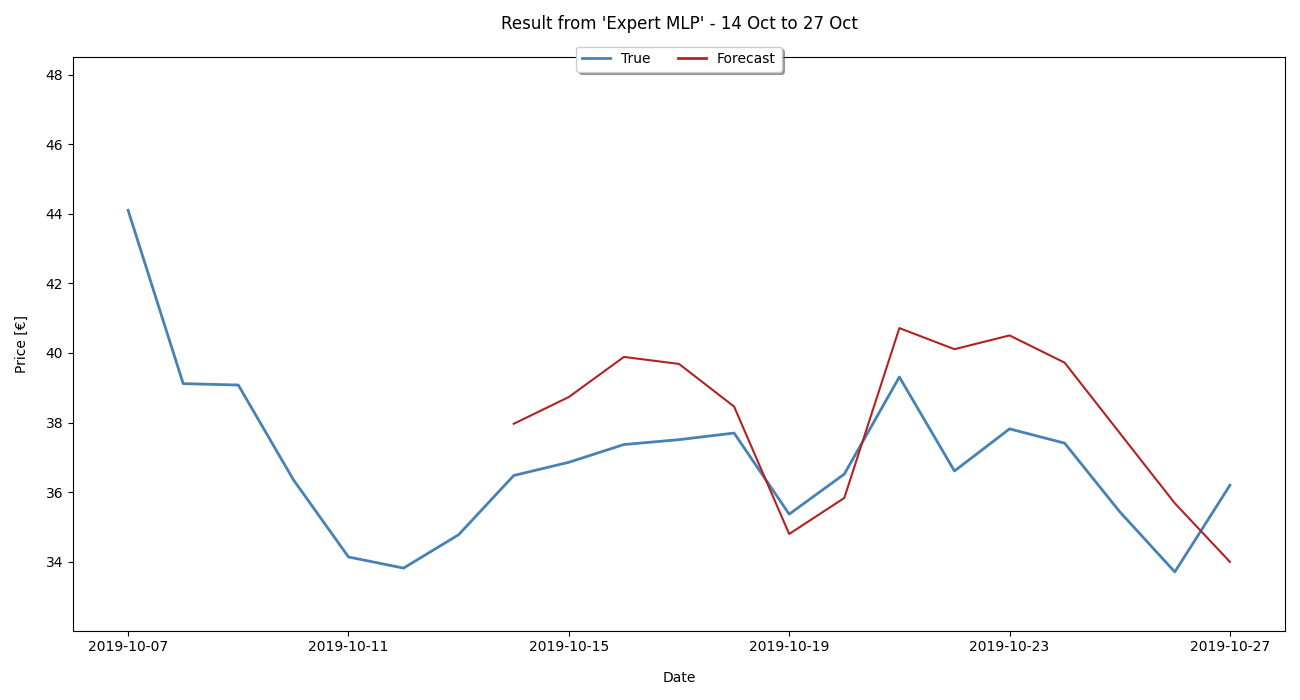 Result from 'Expert MLP' - 14 Oct to 27 Oct
True Forecast
48
46
44
42
40
38
36
34
Price [€]
2019-10-07 2019-10-11 2019-10-15 2019-10-19 2019-10-23 2019-10-27
Date